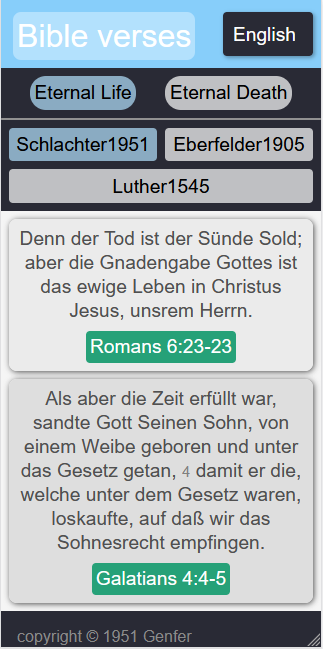 Bible verses
English
Eternal Life
Eternal Death
Schlachter1951
Eberfelder1905
Luther1545
Denn der Tod ist der Sünde Sold;
aber die Gnadengabe Gottes ist
das ewige Leben in Christus
Jesus, unsrem Herrn.
Romans 6:23-23
Als aber die Zeit erfüllt war,
sandte Gott Seinen Sohn, von
einem Weibe geboren und unter
das Gesetz getan, 4 damit er die,
welche unter dem Gesetz waren,
loskaufte, auf daß wir das
Sohnesrecht empfingen.
Galatians 4:4-5
copyright © 1951 Genfer